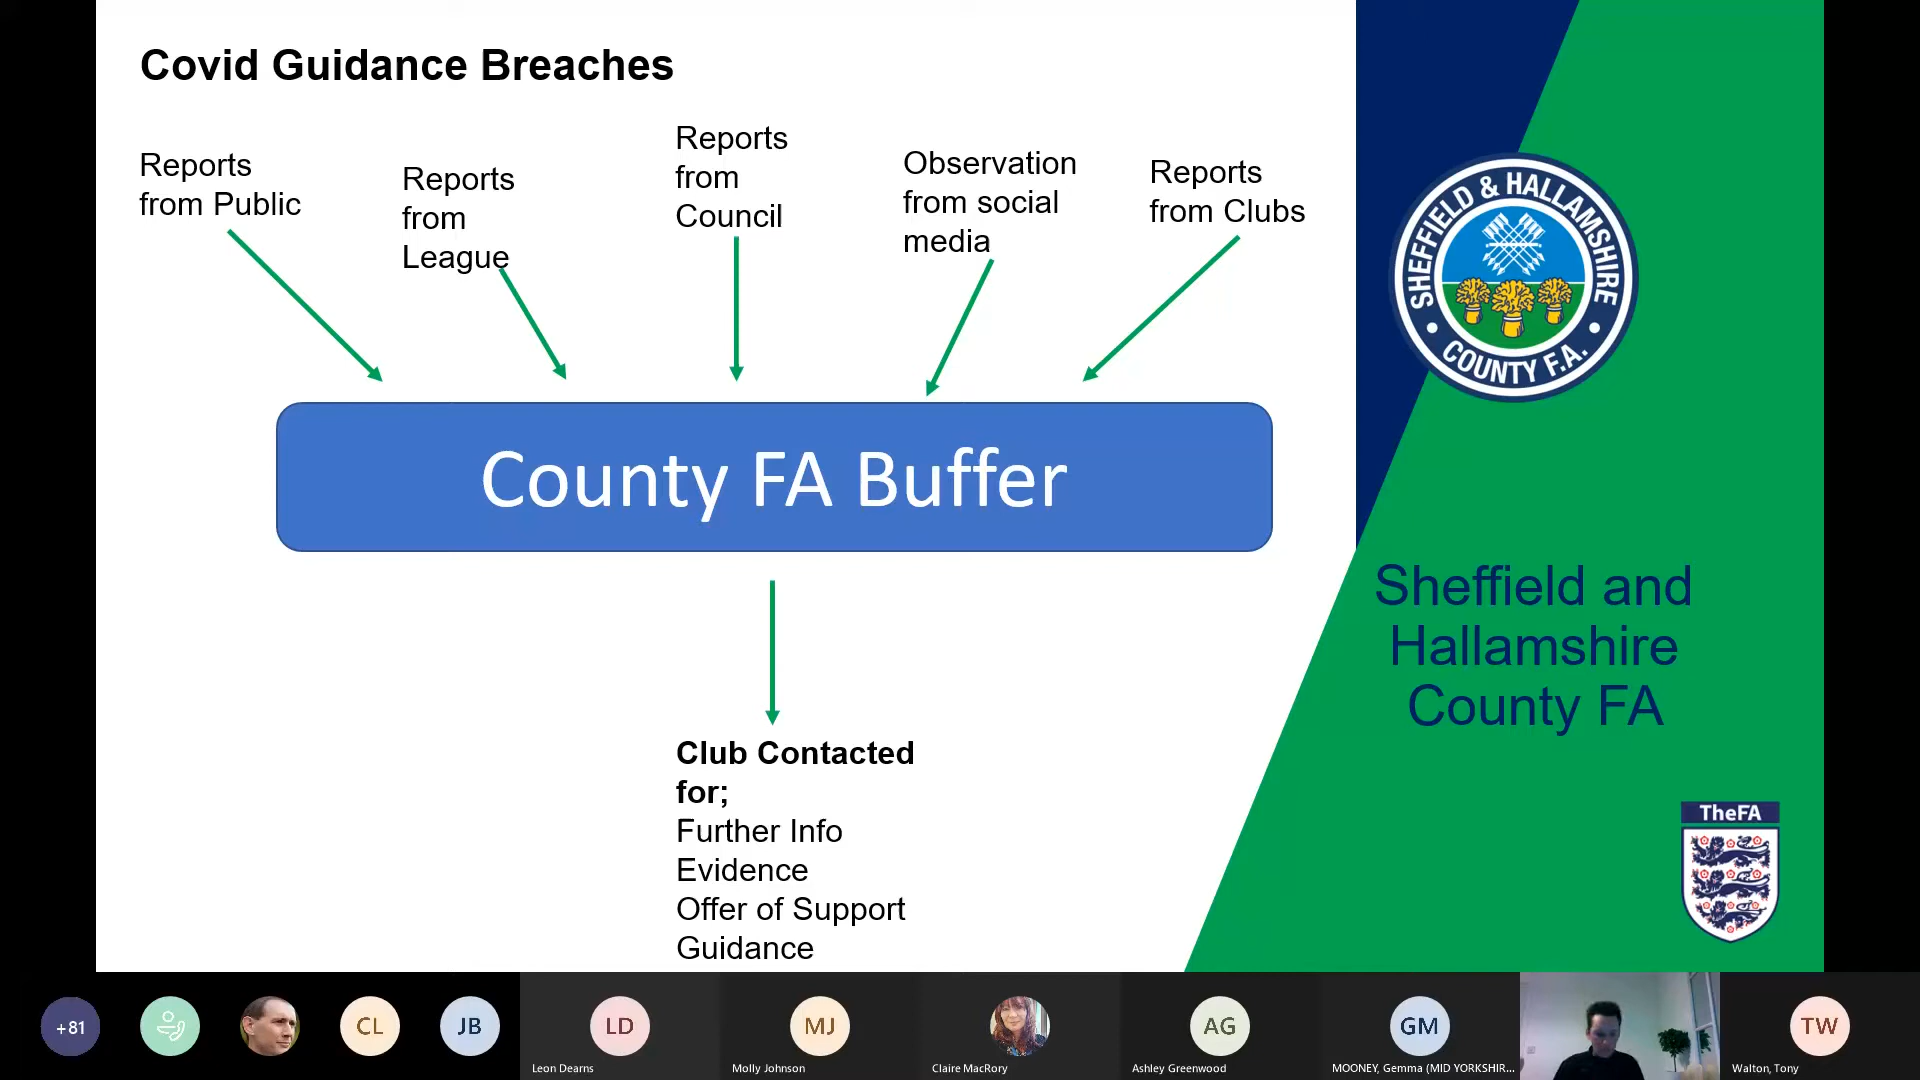 Covid Guidance Breaches
Reports
from Public
Reports
from
League
Reports
from
Council
Observation
from social
media
Reports
from Clubs
SHEFFIELD & HALLAMSHIRE
COUNTY F.A.
County FA Buffer
Sheffield and
Hallamshire
County FA
Club Contacted
for;
Further Info
Evidence
Offer of Support
Guidance
TheFA
+81
CL
JB
LD
MJ
AG
GM
TW
Leon Dearns
Molly Johnson
Claire MacRory
Ashley Greenwood
MOONEY, Gemma (MID YORKSHIR...
Walton, Tony